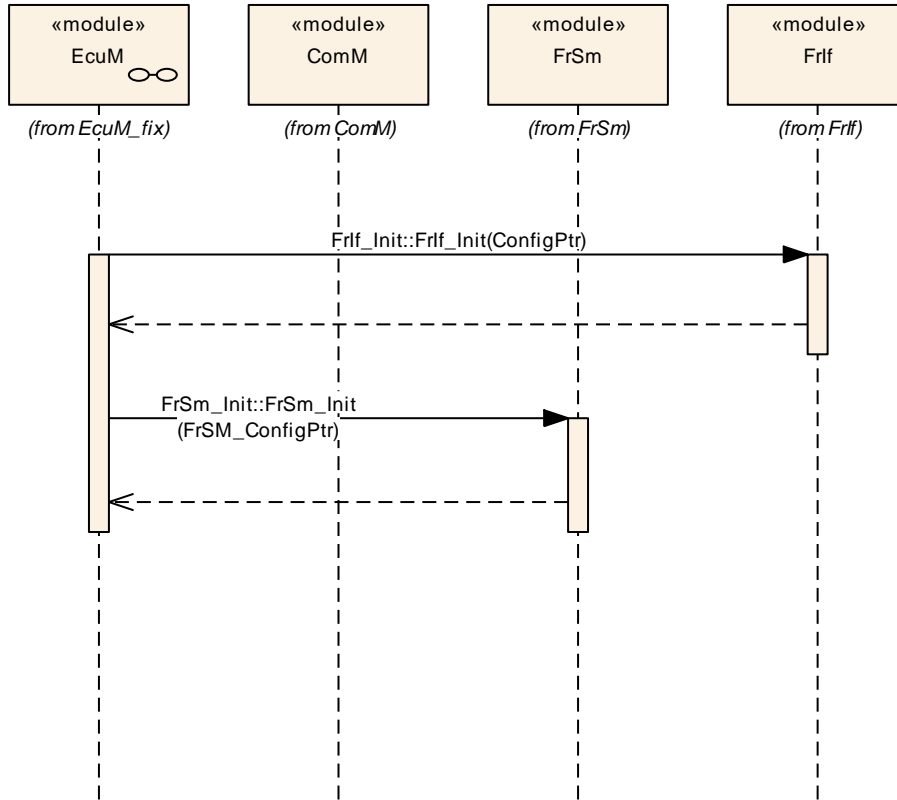 «module»
EcuM
«module»
ComM
«module»
FrSm
«module»
FrIf
(from EcuM_fix)
(from ComM)
(from FrSm)
(from FrIf)
FrIf_Init::FrIf_Init(ConfigPtr)
FrSm_Init::FrSm_Init
(FrSM_ConfigPtr)